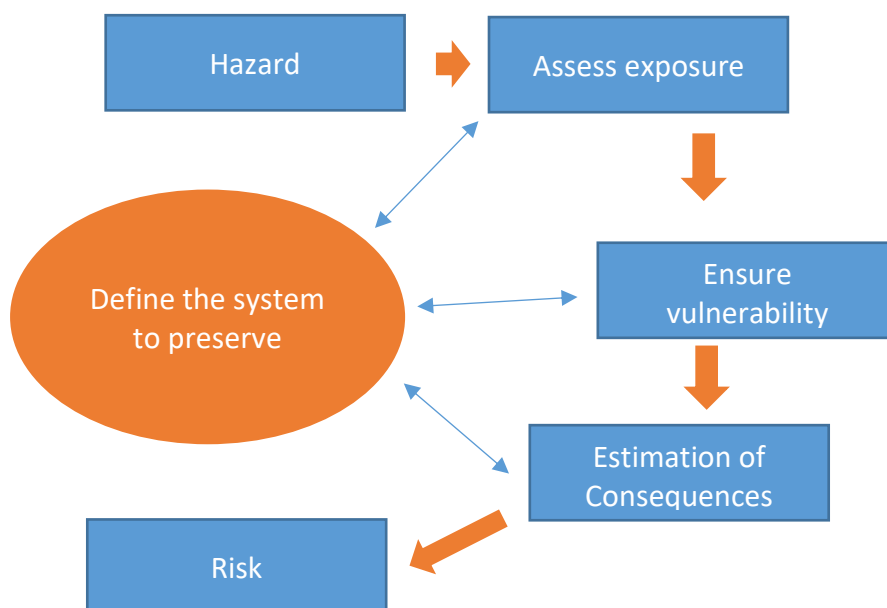 Hazard
Assess exposure
Define the system
to preserve
Ensure
vulnerability
Estimation of
Consequences
Risk